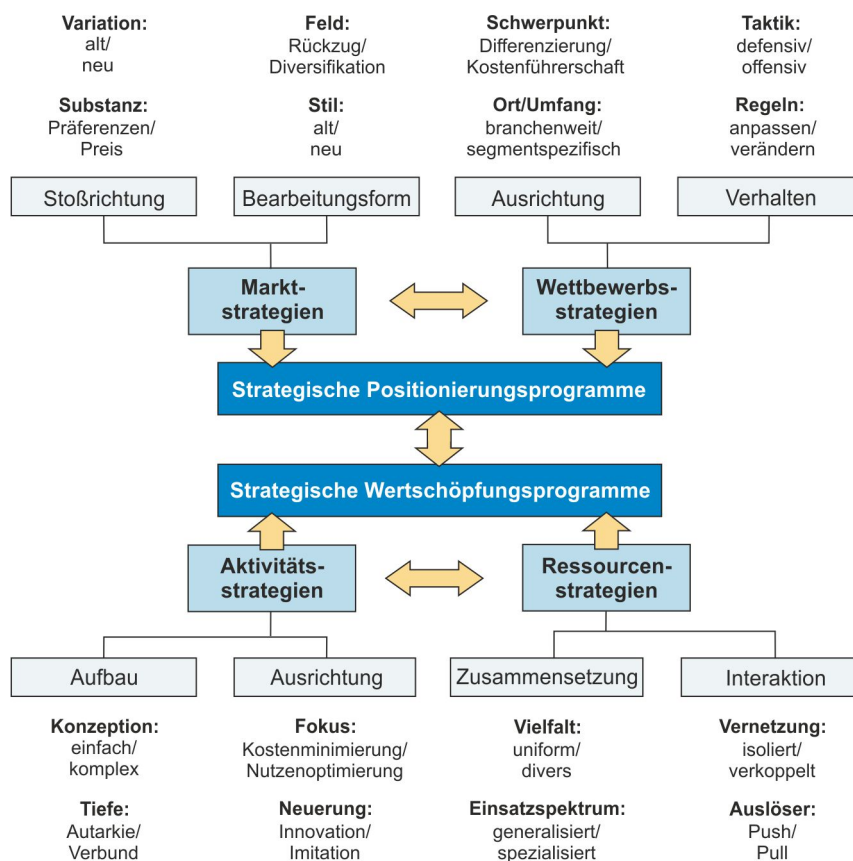 Variation:
alt/
neu
Feld:
Rückzug/
Diversifikation
Schwerpunkt:
Differenzierung/
Kostenführerschaft
Taktik:
defensiv/
offensiv
Substanz:
Präferenzen/
Preis
Stil:
alt/
neu
Ort/Umfang:
branchenweit/
segmentspezifisch
Regeln:
anpassen/
verändern
Stoßrichtung
Bearbeitungsform
Ausrichtung
Verhalten
Markt-
strategien
Wettbewerbs-
strategien
Strategische Positionierungsprogramme
Strategische Wertschöpfungsprogramme
Aktivitäts-
strategien
Ressourcen-
strategien
Aufbau
Ausrichtung
Zusammensetzung
Interaktion
Konzeption:
einfach/
komplex
Fokus:
Kostenminimierung/
Nutzenoptimierung
Vielfalt:
uniform/
divers
Vernetzung:
isoliert/
verkoppelt
Tiefe:
Autarkie/
Verbund
Neuerung:
Innovation/
Imitation
Einsatzspektrum:
generalisiert/
spezialisiert
Auslöser:
Push/
Pull